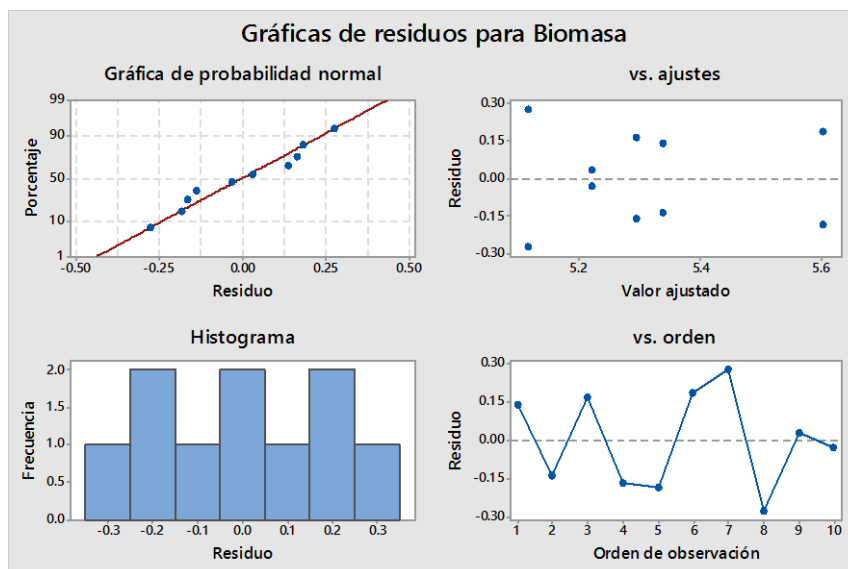 Gráficas de residuos para Biomasa
Gráfica de probabilidad normal
99
90
50
10
1
Porcentaje
-0.50 -0.25 0.00 0.25 0.50
Residuo
vs. ajustes
0.30
0.15
0.00
-0.15
-0.30
Residuo
5.2 5.4 5.6
Valor ajustado
Histograma
2.0
1.5
1.0
0.5
0.0
Frecuencia
-0.3 -0.2 -0.1 0.0 0.1 0.2 0.3
Residuo
vs. orden
0.30
0.15
0.00
-0.15
-0.30
Residuo
1 2 3 4 5 6 7 8 9 10
Orden de observación